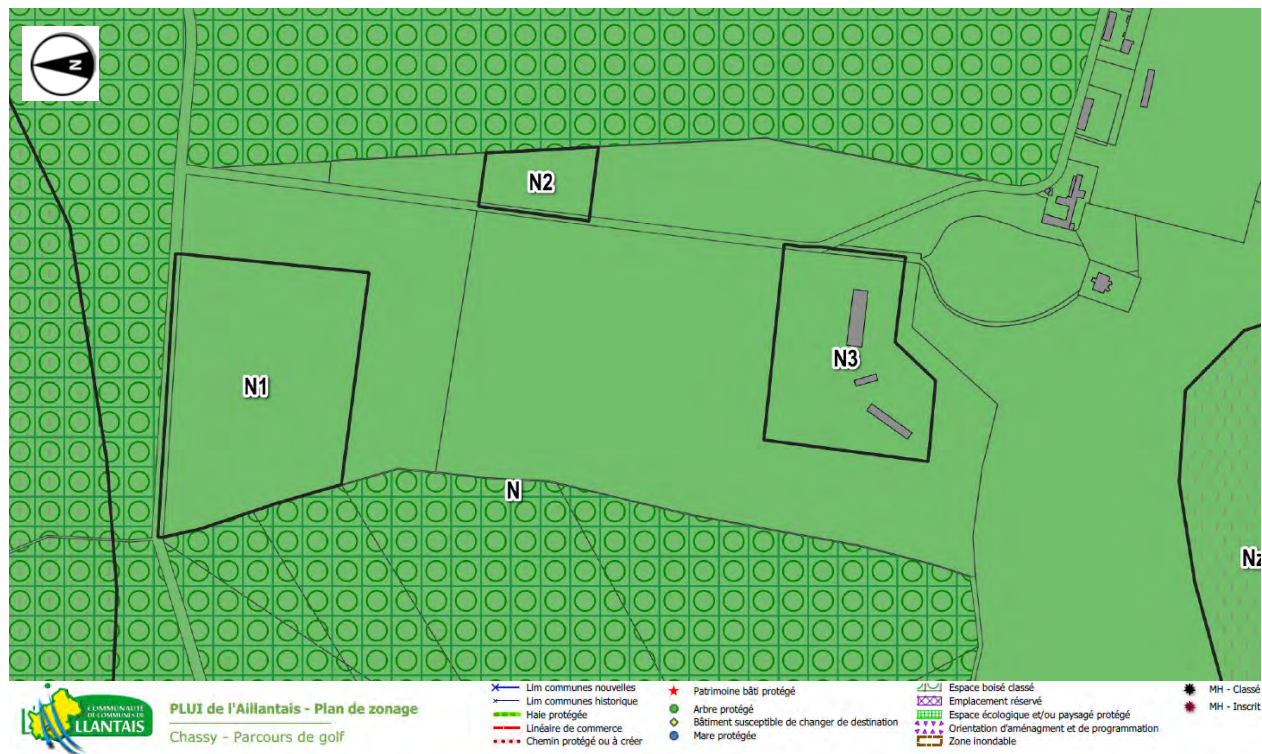 N
N2
N1
N3
N
Nz
COMMUNAUTÉ
DE COMMUNES DE
LLANTAIS
PLUI de l'Aillantais - Plan de zonage
Chassy - Parcours de golf
Lim communes nouvelles
Lim communes historique
Haie protégée
Linéaire de commerce
Chemin protégé ou à créer
Patrimoine bâti protégé
Arbre protégé
Bâtiment susceptible de changer de destination
Mare protégée
Espace boisé classé
Emplacement réservé
Espace écologique et/ou paysagé protégé
Orientation d'aménagement et de programmation
Zone inondable
MH - Classé
MH - Inscrit